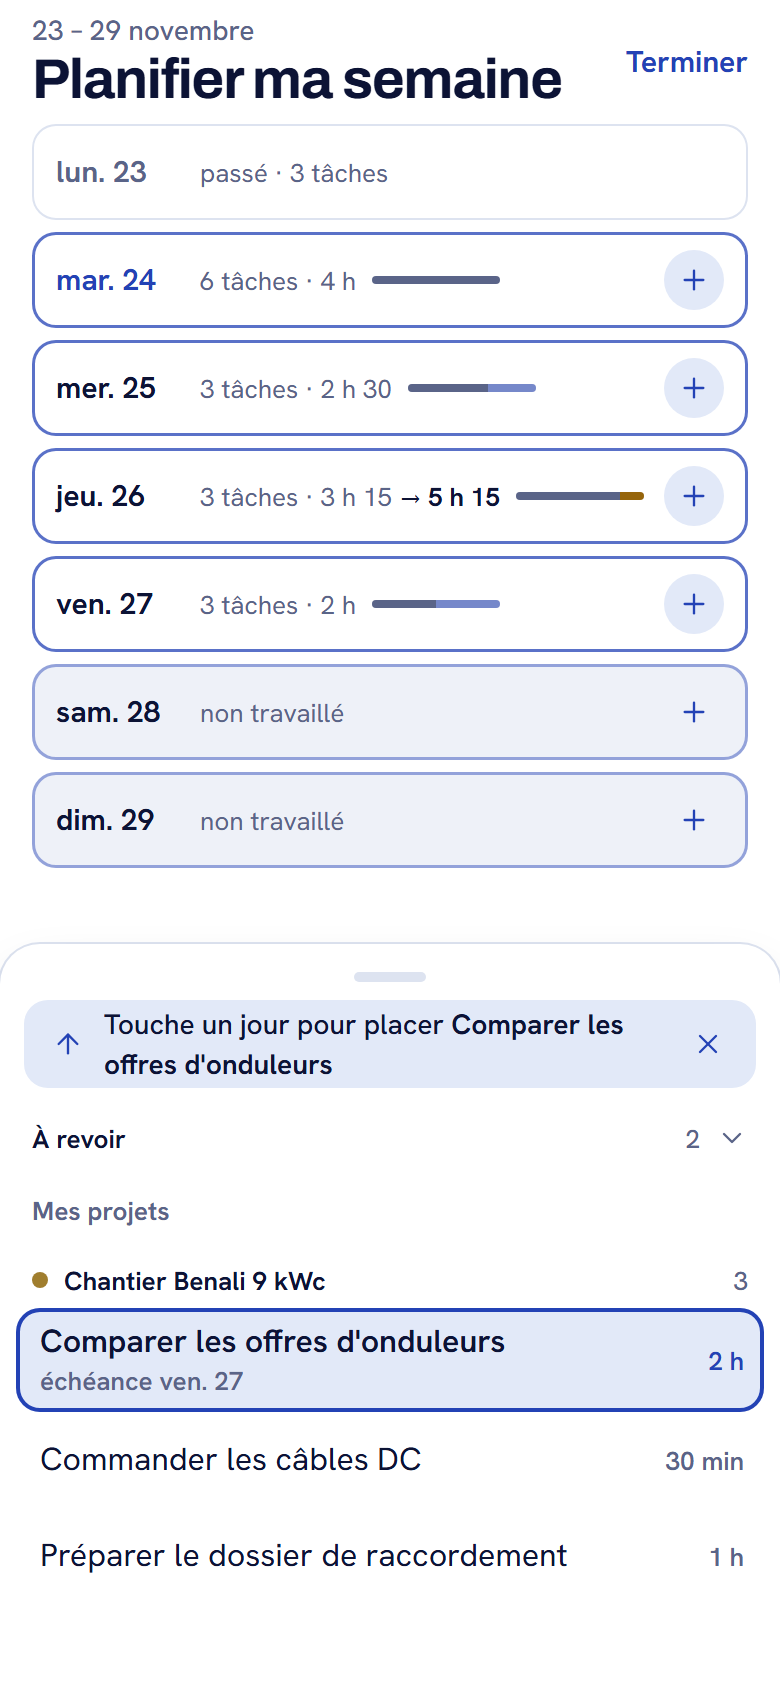 23 – 29 novembre
Planifier ma semaine
Terminer
lun. 23 passé · 3 tâches
mar. 24 6 tâches · 4 h
mer. 25 3 tâches · 2 h 30
jeu. 26 3 tâches · 3 h 15 → 5 h 15
ven. 27 3 tâches · 2 h
sam. 28 non travaillé
dim. 29 non travaillé
Touche un jour pour placer Comparer les
offres d'onduleurs
À revoir 2
Mes projets
Chantier Benali 9 kWc 3
Comparer les offres d'onduleurs
échéance ven. 27
2 h
Commander les câbles DC 30 min
Préparer le dossier de raccordement 1 h